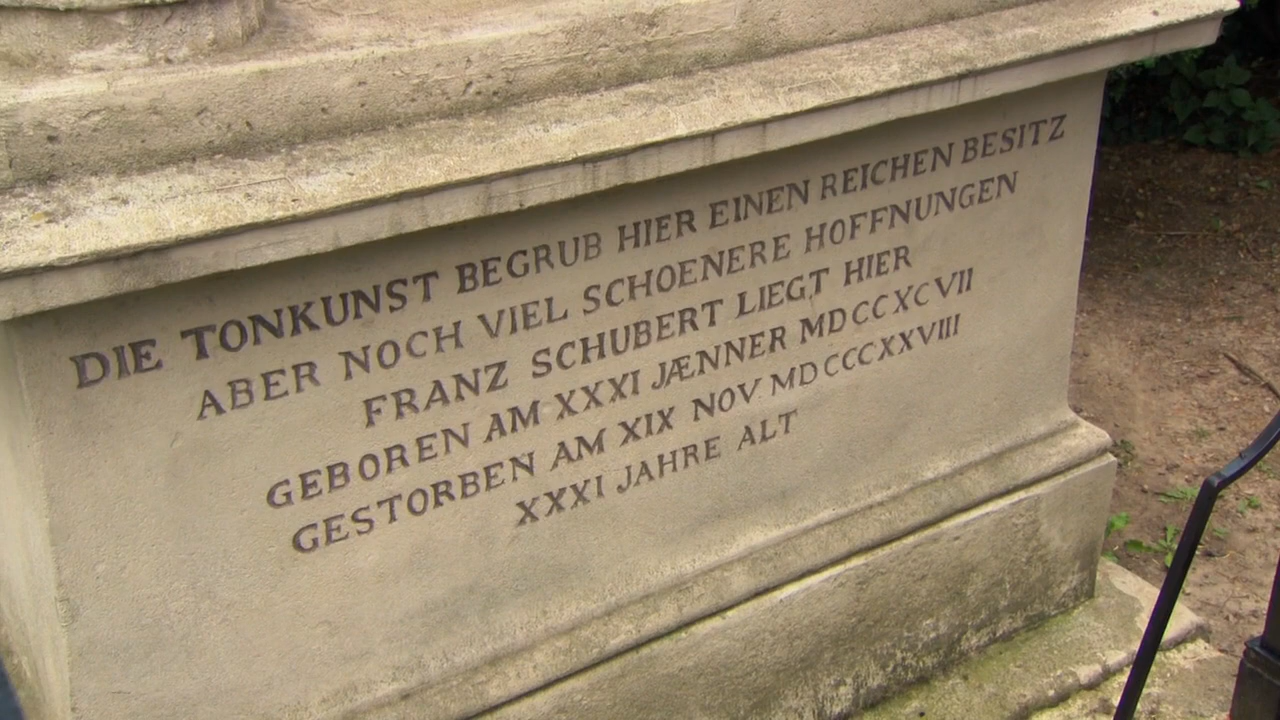 DIE TONKUNST BEGRUB HIER EINEN REICHEN BESITZ
ABER NOCH VIEL SCHOENERE HOFFNUNGEN
FRANZ SCHUBERT LIEGT HIER
GEBOREN AM XXXI JÆNNER MDCCXCVII
GESTORBEN AM XIX NOV MDCCCXXVIII
XXXI JAHRE ALT